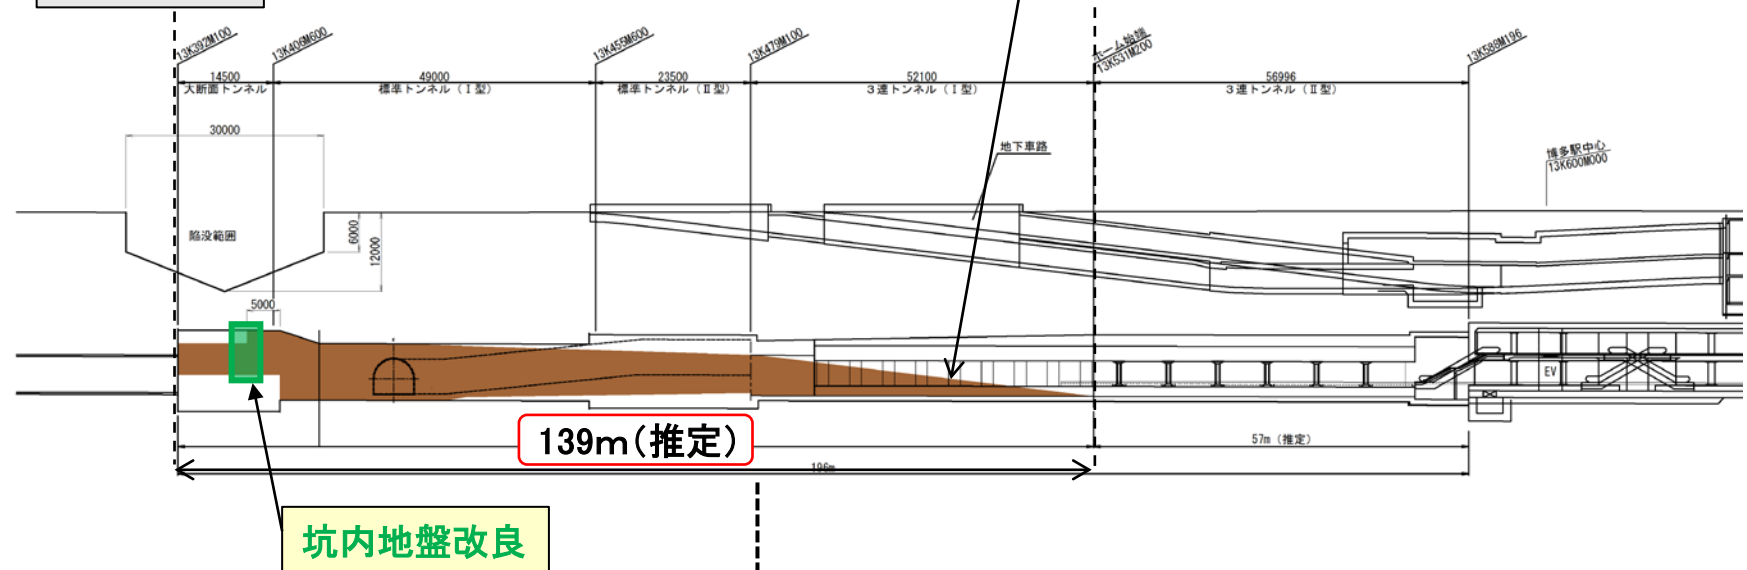 13K392M100
13K406M600
13K455M600
13K479M100
ホーム始端
13K531M200
13K588M196
14500
49000
23500
52100
56996
大断面トンネル
標準トンネル（Ⅰ型）
標準トンネル（Ⅱ型）
３連トンネル（Ⅰ型）
３連トンネル（Ⅱ型）
30000
地下車路
博多駅中心
13K600M000
陥没範囲
6000
12000
5000
EV
139m（推定）
57m（推定）
196m
坑内地盤改良